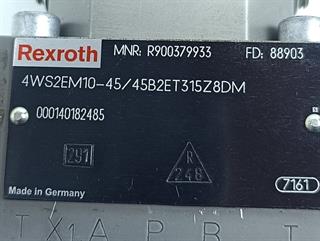 Rexroth MNR: R900379933 FD: 88903
4WS2EM10-45/45B2ET315Z8DM
000140182485
291
R
248
7161
Made in Germany
T X1 A P B T